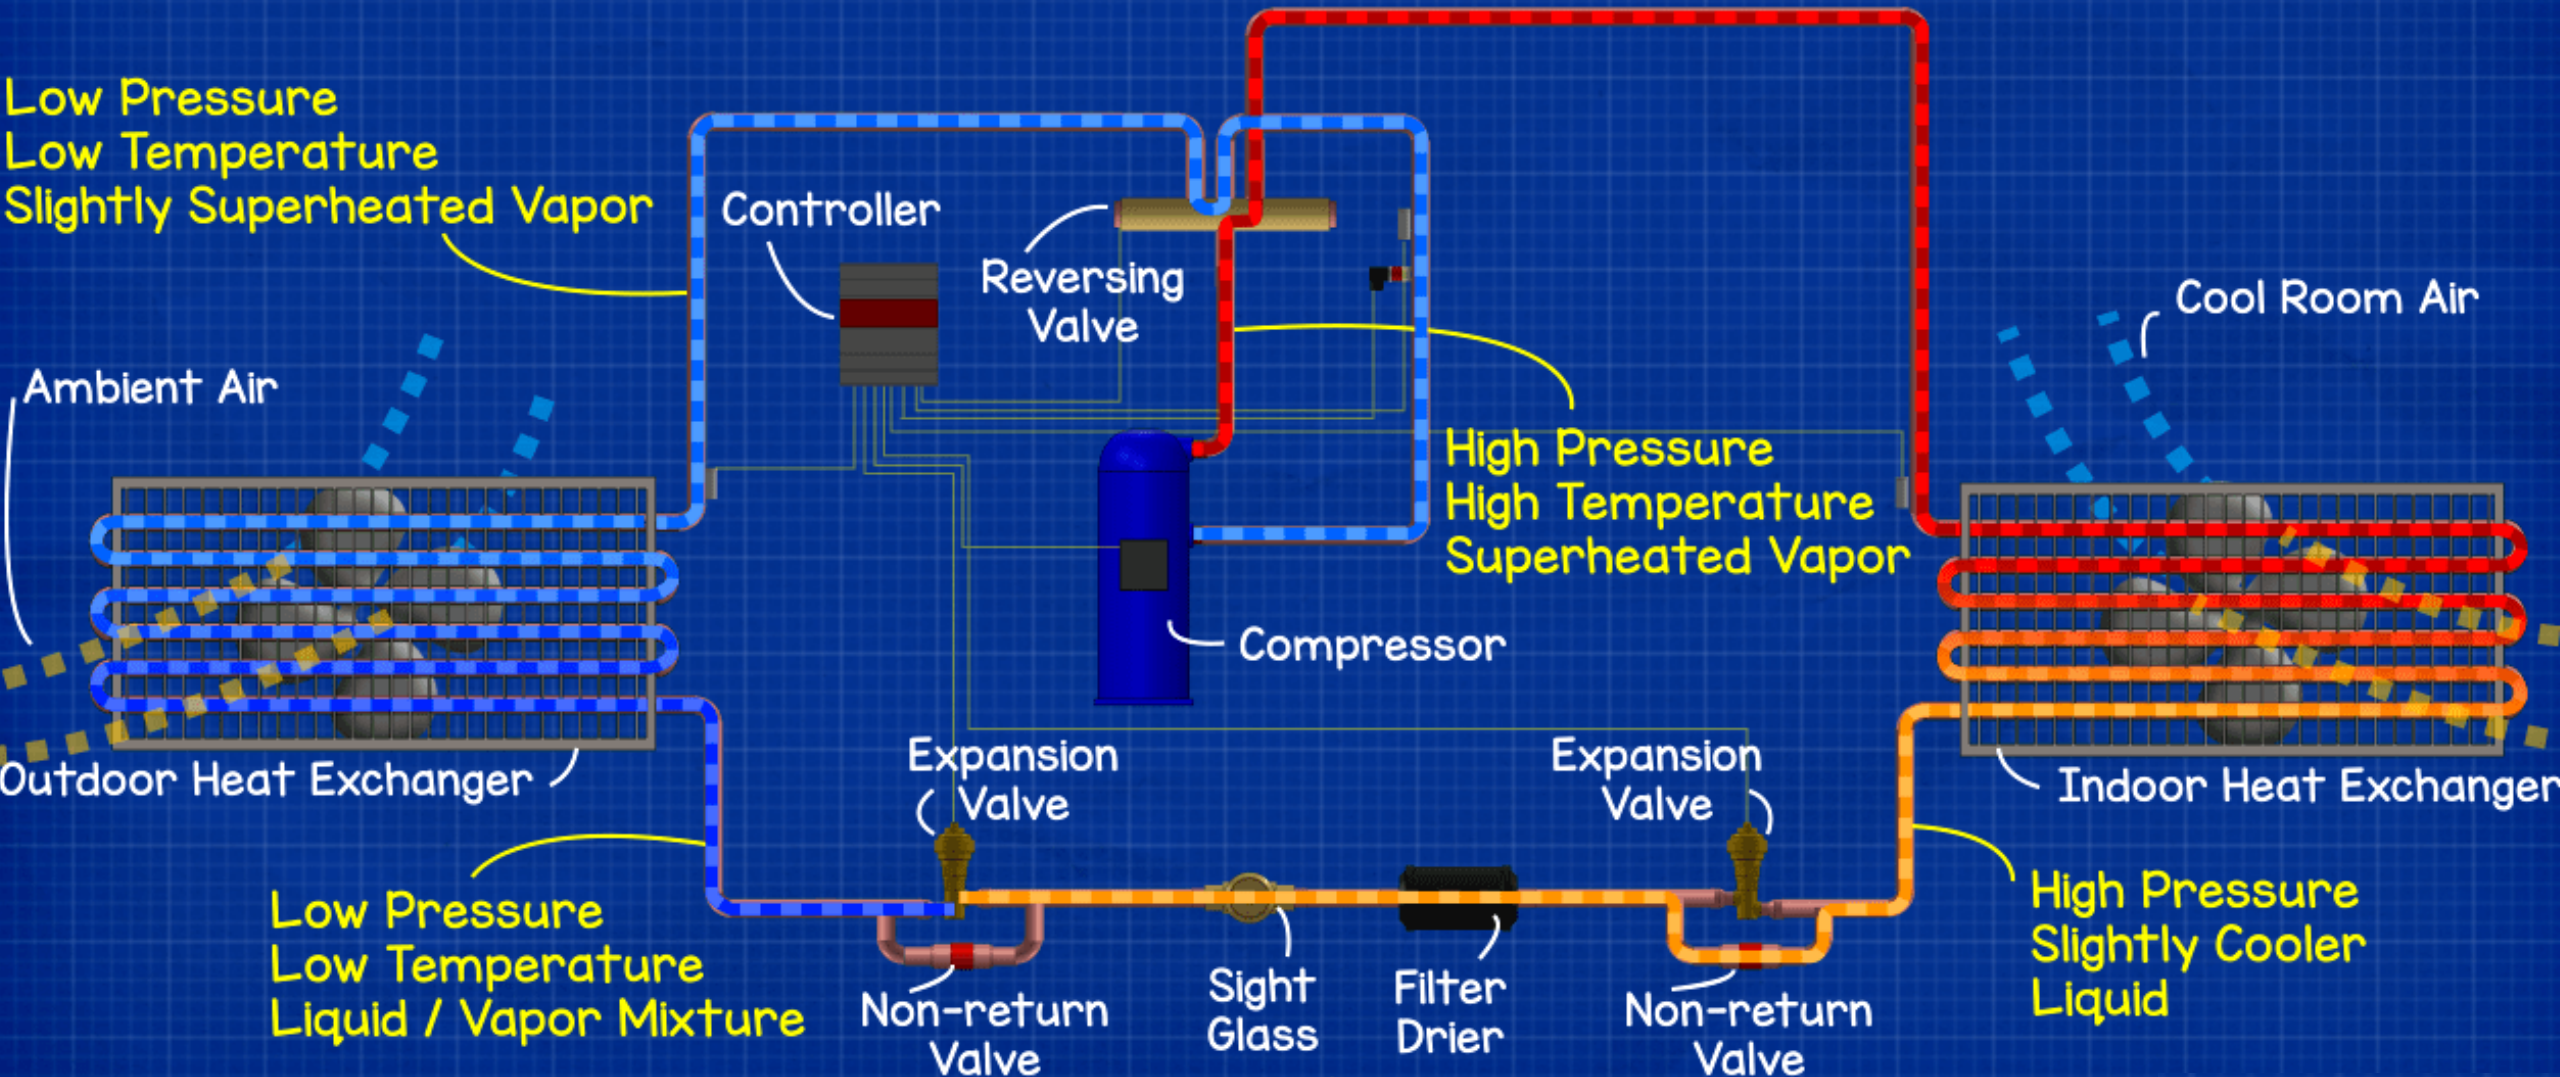 Low Pressure
Low Temperature
Slightly Superheated Vapor
Controller
Reversing
Valve
Cool Room Air
Ambient Air
High Pressure
High Temperature
Superheated Vapor
Compressor
Outdoor Heat Exchanger
Expansion
Valve
Expansion
Valve
Indoor Heat Exchanger
Low Pressure
Low Temperature
Liquid / Vapor Mixture
Non-return
Valve
Sight
Glass
Filter
Drier
Non-return
Valve
High Pressure
Slightly Cooler
Liquid